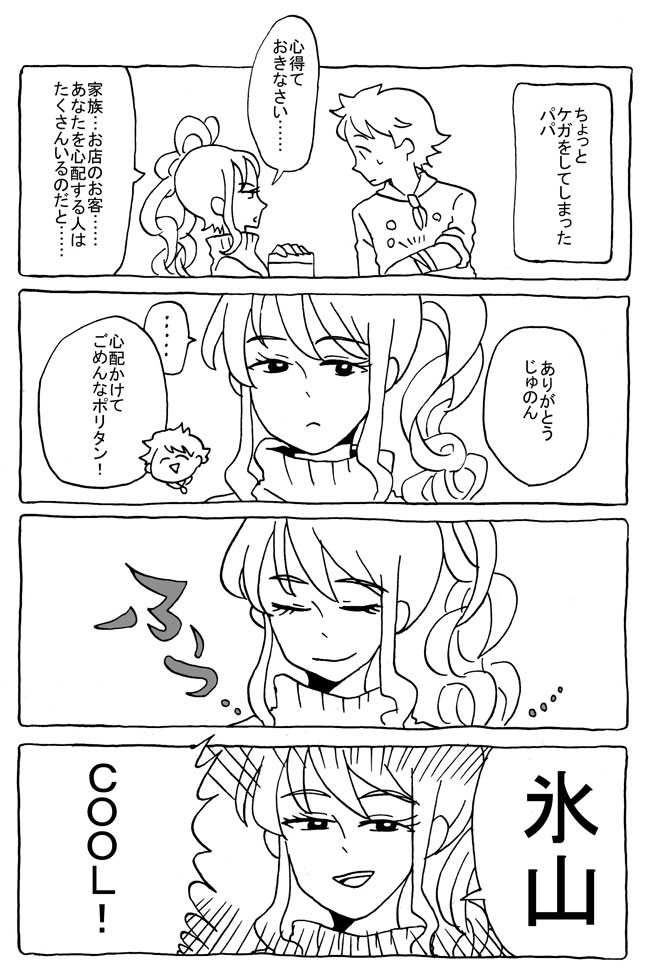 ちょっと
ケガをしてしまった
パパ
心得て
おきなさい……
家族…お店のお客……
あなたを心配する人は
たくさんいるのだと……
ありがとう
じゅのん
・・・・・
心配かけて
ごめんなポリタン！
ふぅ
・・・
・・・・
氷山
ＣＯＯＬ！